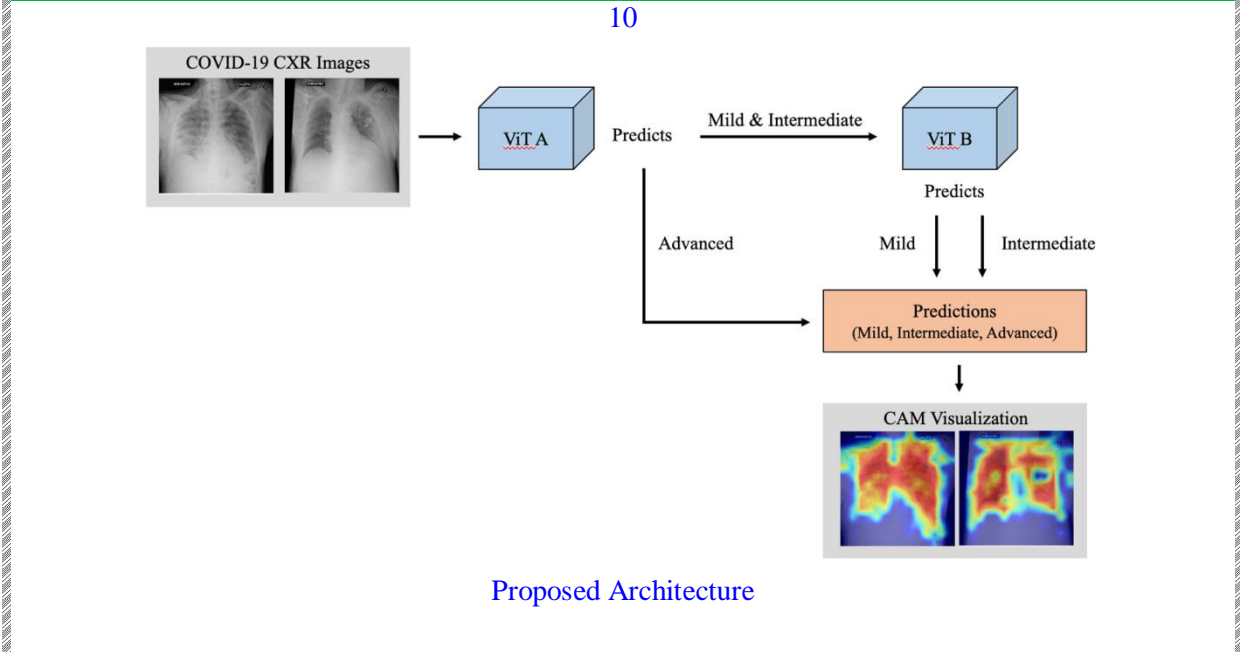 10
COVID-19 CXR Images
ViT A
Predicts
Mild & Intermediate
ViT B
Predicts
Advanced
Mild
Intermediate
Predictions
(Mild, Intermediate, Advanced)
CAM Visualization
Proposed Architecture